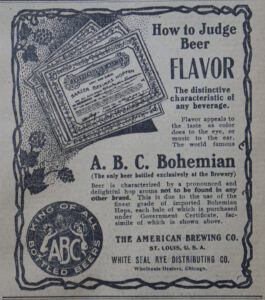 How to Judge
Beer
FLAVOR
The distinctive
characteristic of
any beverage.
Flavor appeals to
the taste as color
does to the eye, or
music to the ear.
The world famous
A. B. C. Bohemian
(The only beer bottled exclusively at the Brewery)
Beer is characterized by a pronounced and
delightful hop aroma not to be found in any
other brand. This is due to the use of the
finest grade of imported Bohemian
Hops, each bale of which is purchased
under Government Certificate, fac-
simile of which is shown above.
KING OF ALL
ABC
BOTTLED BEERS
THE AMERICAN BREWING CO.
ST. LOUIS, U. S. A.
WHITE SEAL RYE DISTRIBUTING CO.
Wholesale Dealers, Chicago.
SAAZER BEZIRKS HOPFEN